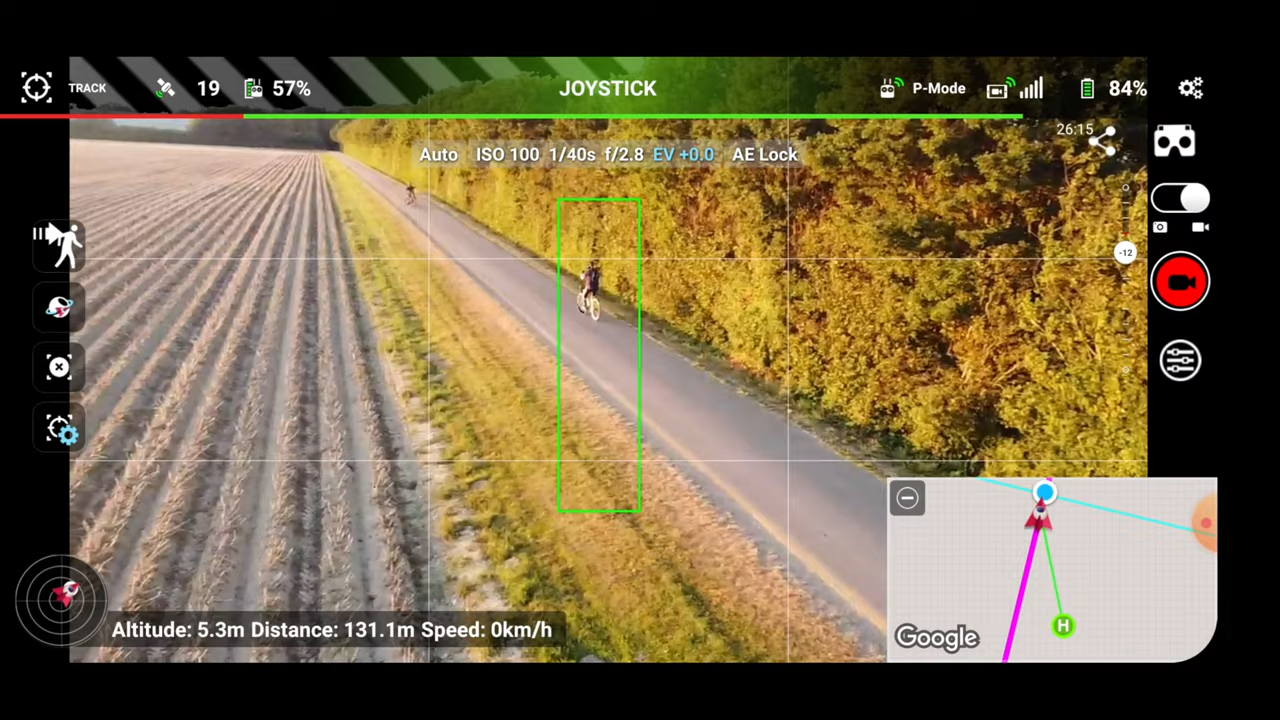 TRACK 19 57% JOYSTICK P-Mode 84%
26:15
Auto ISO 100 1/40s f/2.8 EV +0.0 AE Lock
-12
H
Altitude: 5.3m Distance: 131.1m Speed: 0km/h
Google